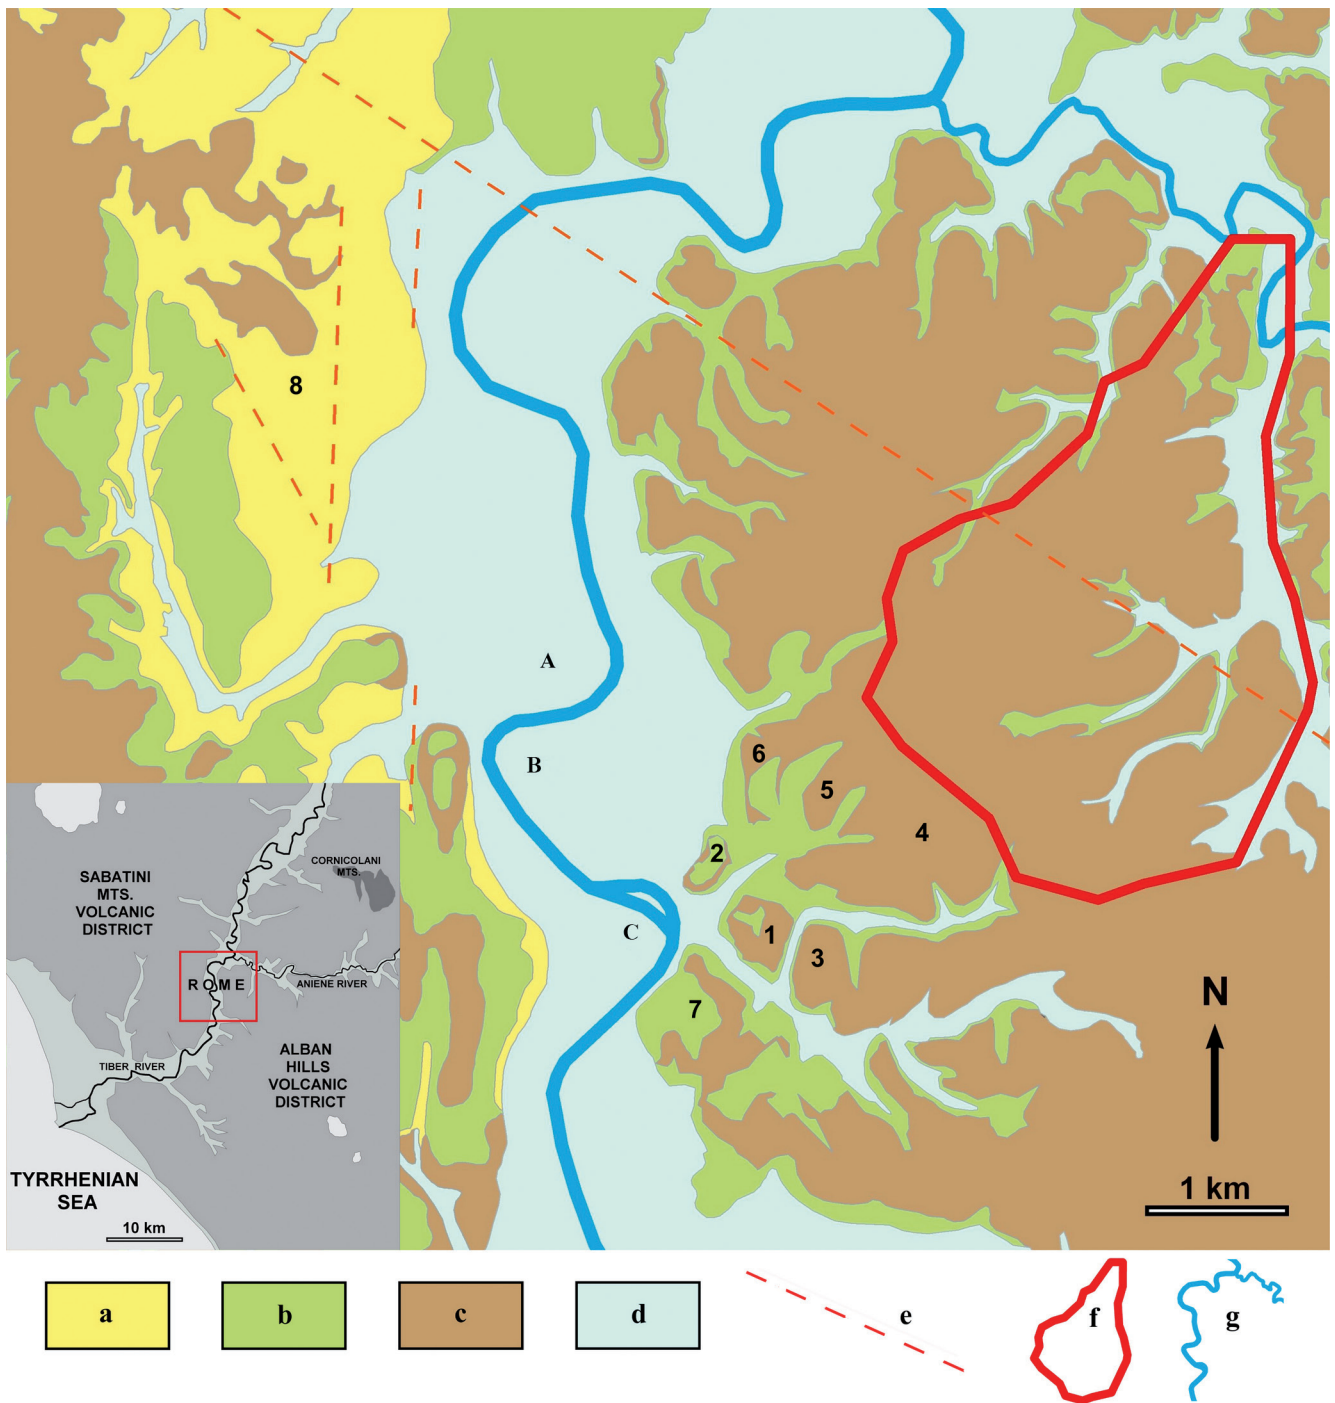 8
A
B
C
6
5
4
2
1
3
7
N
1 km
SABATINI
MTS.
VOLCANIC
DISTRICT
CORNICOLANI
MTS.
ROME
ANIENE RIVER
TIBER RIVER
ALBAN
HILLS
VOLCANIC
DISTRICT
TYRRHENIAN
SEA
10 km
a
b
c
d
e
f
g